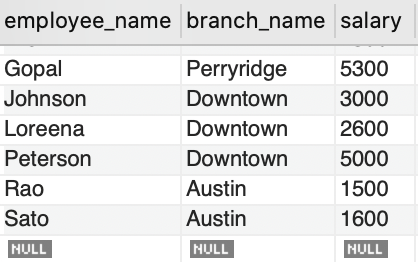 employee_name branch_name salary
Gopal Perryridge 5300
Johnson Downtown 3000
Loreena Downtown 2600
Peterson Downtown 5000
Rao Austin 1500
Sato Austin 1600
NULL NULL NULL